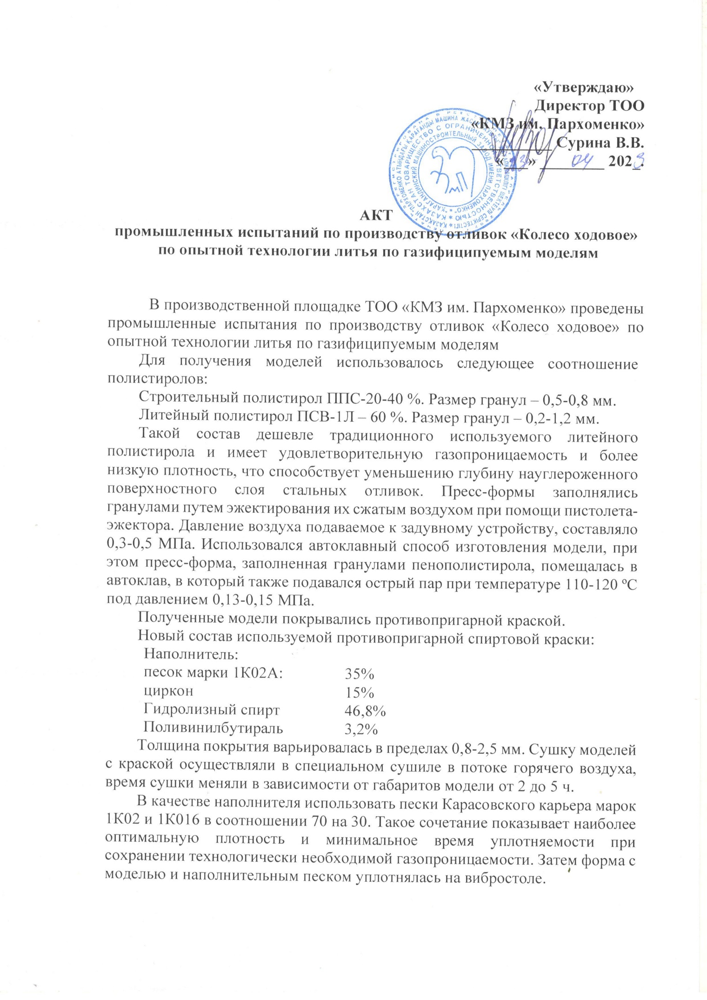 «Утверждаю»
Директор ТОО
«КМЗ им. Пархоменко»
Сурина В.В.
«23» 04 2023.
АКТ
промышленных испытаний по производству отливок «Колесо ходовое»
по опытной технологии литья по газифиципуемым моделям
В производственной площадке ТОО «КМЗ им. Пархоменко» проведены
промышленные испытания по производству отливок «Колесо ходовое» по
опытной технологии литья по газифиципуемым моделям
Для получения моделей использовалось следующее соотношение
полистиролов:
Строительный полистирол ППС-20-40 %. Размер гранул – 0,5-0,8 мм.
Литейный полистирол ПСВ-1Л – 60 %. Размер гранул – 0,2-1,2 мм.
Такой состав дешевле традиционного используемого литейного
полистирола и имеет удовлетворительную газопроницаемость и более
низкую плотность, что способствует уменьшению глубину науглероженного
поверхностного слоя стальных отливок. Пресс-формы заполнялись
гранулами путем эжектирования их сжатым воздухом при помощи пистолета-
эжектора. Давление воздуха подаваемое к задувному устройству, составляло
0,3-0,5 МПа. Использовался автоклавный способ изготовления модели, при
этом пресс-форма, заполненная гранулами пенополистирола, помещалась в
автоклав, в который также подавался острый пар при температуре 110-120 ºС
под давлением 0,13-0,15 МПа.
Полученные модели покрывались противопригарной краской.
Новый состав используемой противопригарной спиртовой краски:
Наполнитель:
песок марки 1К02А: 35%
циркон 15%
Гидролизный спирт 46,8%
Поливинилбутираль 3,2%
Толщина покрытия варьировалась в пределах 0,8-2,5 мм. Сушку моделей
с краской осуществляли в специальном сушиле в потоке горячего воздуха,
время сушки меняли в зависимости от габаритов модели от 2 до 5 ч.
В качестве наполнителя использовать пески Карасовского карьера марок
1К02 и 1К016 в соотношении 70 на 30. Такое сочетание показывает наиболее
оптимальную плотность и минимальное время уплотняемости при
сохранении технологически необходимой газопроницаемости. Затем форма с
моделью и наполнительным песком уплотнялась на вибростоле.